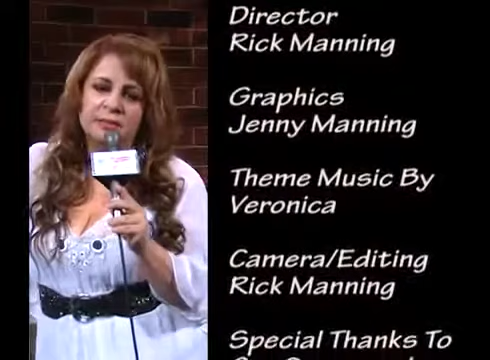 Director
Rick Manning
Graphics
Jenny Manning
Theme Music By
Veronica
Camera/Editing
Rick Manning
Special Thanks To